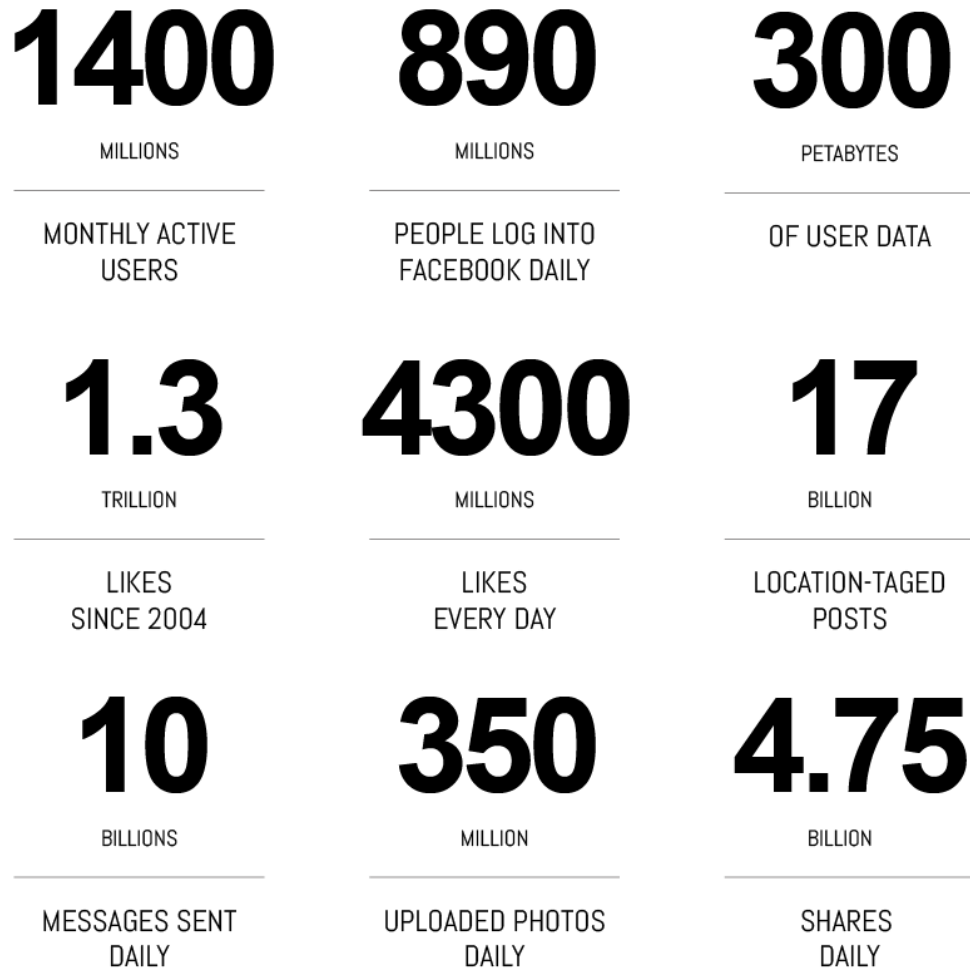 1400
MILLIONS
MONTHLY ACTIVE
USERS
890
MILLIONS
PEOPLE LOG INTO
FACEBOOK DAILY
300
PETABYTES
OF USER DATA
1.3
TRILLION
LIKES
SINCE 2004
4300
MILLIONS
LIKES
EVERY DAY
17
BILLION
LOCATION-TAGED
POSTS
10
BILLIONS
MESSAGES SENT
DAILY
350
MILLION
UPLOADED PHOTOS
DAILY
4.75
BILLION
SHARES
DAILY